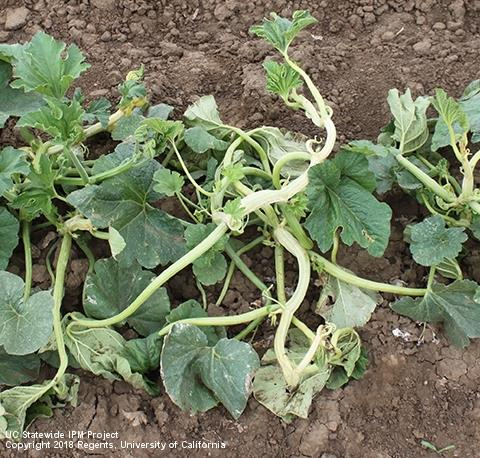 UC Statewide IPM Project
Copyright 2018 Regents, University of California